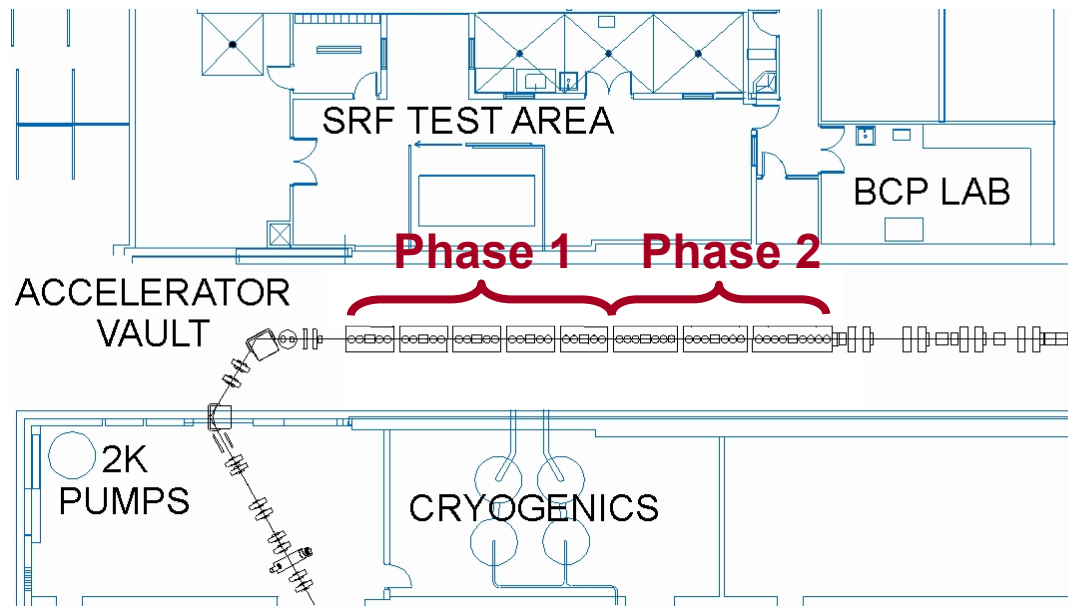 SRF TEST AREA
BCP LAB
Phase 1
Phase 2
ACCELERATOR
VAULT
2K
PUMPS
CRYOGENICS